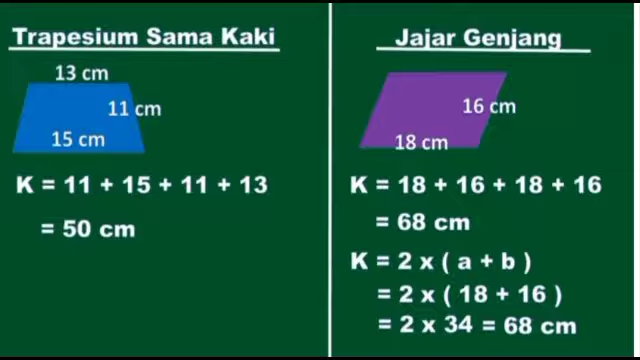 Trapesium Sama Kaki
13 cm
11 cm
15 cm
K = 11 + 15 + 11 + 13
= 50 cm
Jajar Genjang
16 cm
18 cm
K = 18 + 16 + 18 + 16
= 68 cm
K = 2 x ( a + b )
= 2 x ( 18 + 16 )
= 2 x 34 = 68 cm